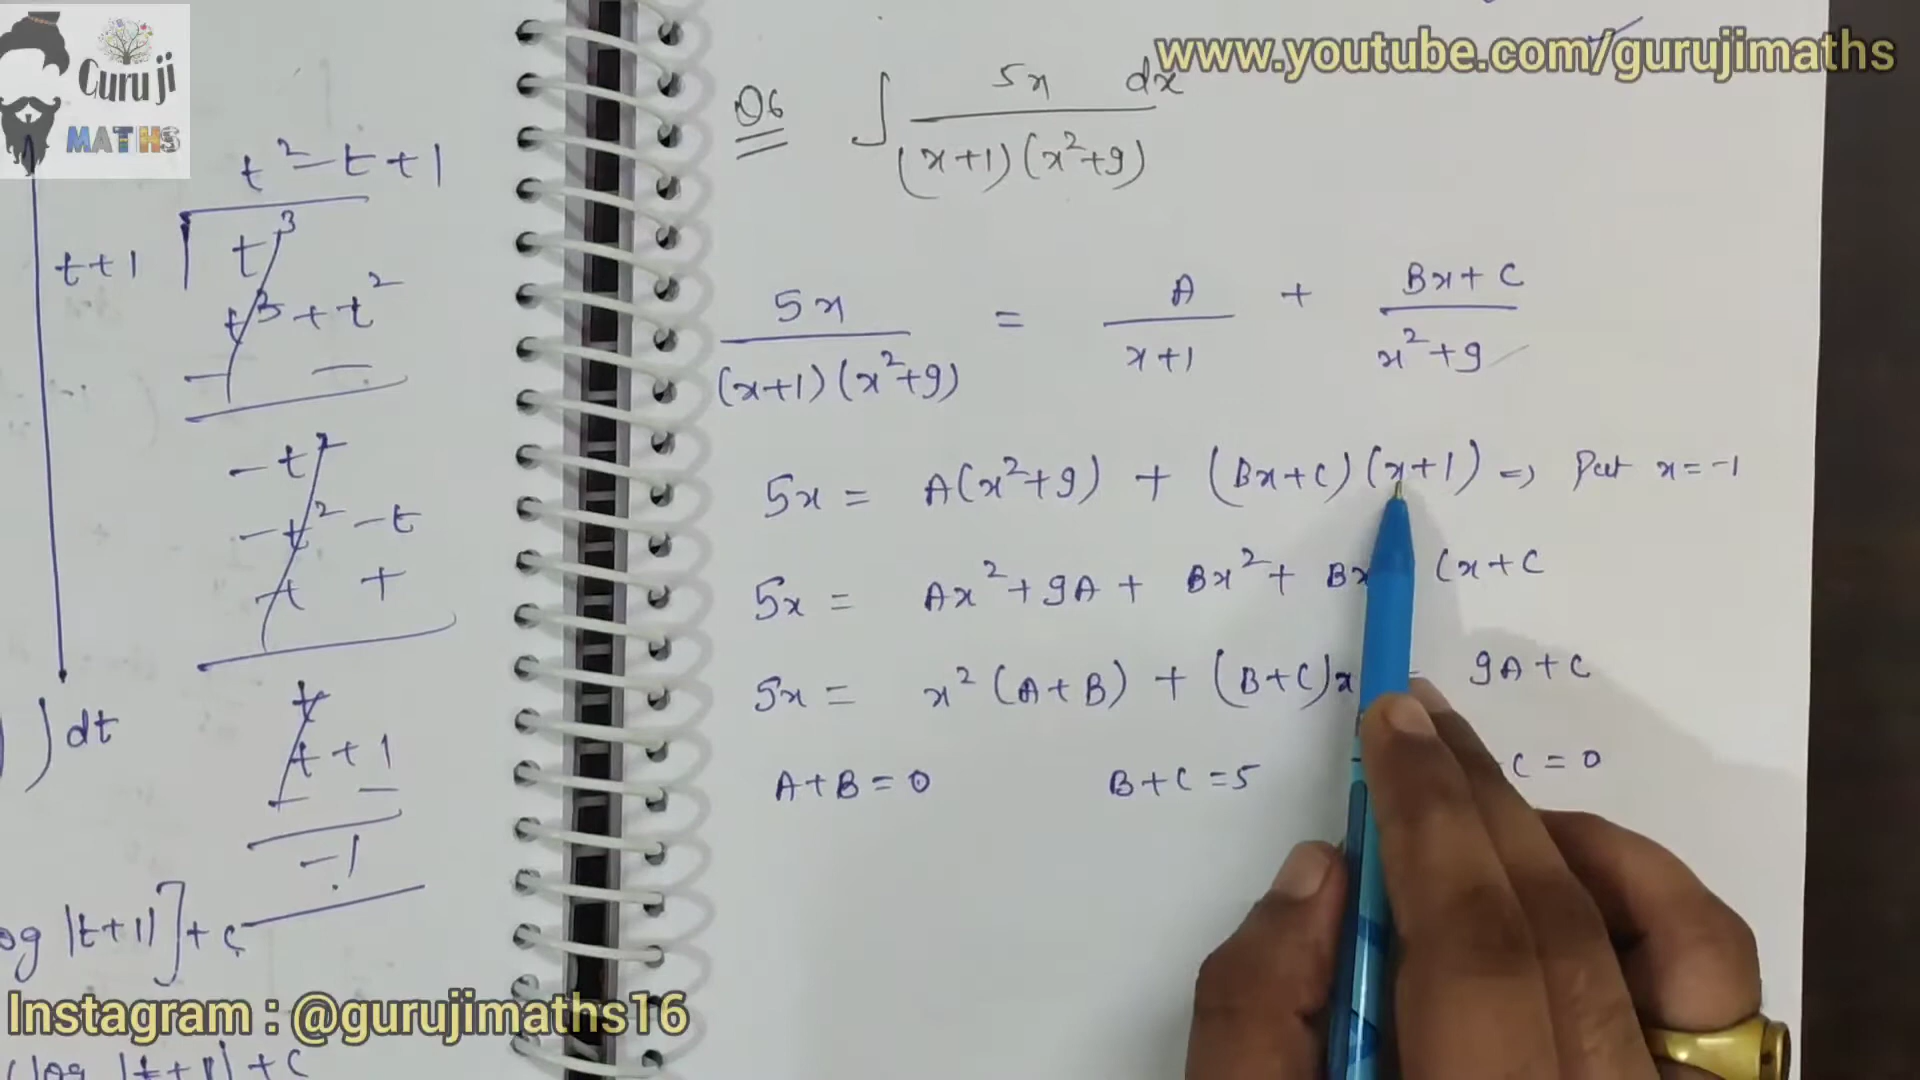 Guru ji
MATHS
www.youtube.com/gurujimaths
t² - t + 1
t+1
t³
t³ + t²
- -
-t²
-t² - t
+ +
t
t + 1
- -
-1
) dt
og |t+1|] + c
log |t+1| + c
Q6 ∫ 5x dx / (x+1)(x²+9)
5x / (x+1)(x²+9) = A / x+1 + Bx+C / x²+9
5x = A(x²+9) + (Bx+C)(x+1) => Put x=-1
5x = Ax² + 9A + Bx² + Bx Cx+C
5x = x²(A+B) + (B+C)x 9A+C
A+B=0 B+C=5 C=0
Instagram : @gurujimaths16